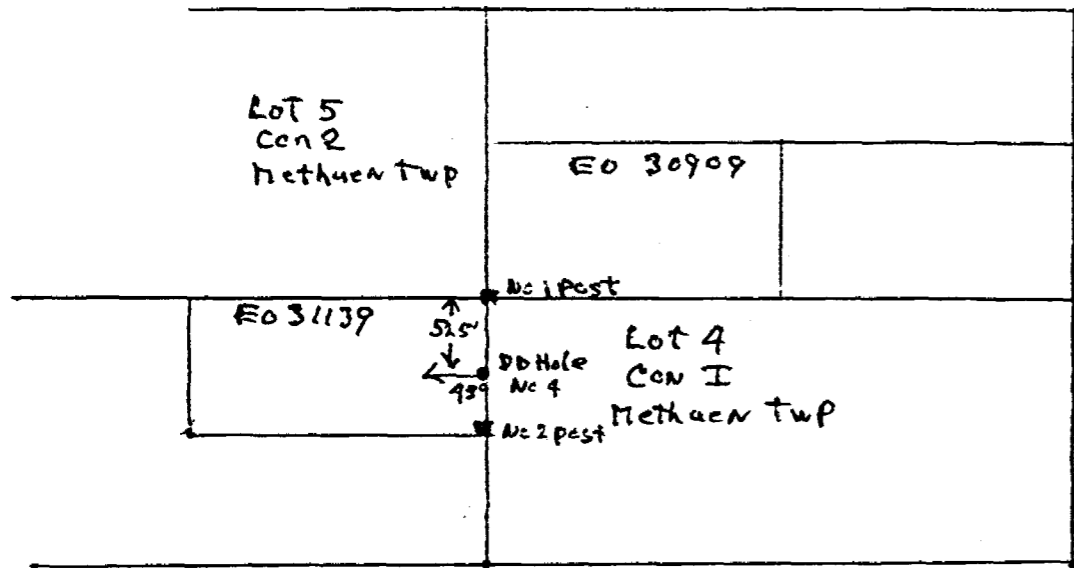 Lot 5
Con 2
Methuen Twp
EO 30909
No 1 Post
EO 31139
525'
Lot 4
Con I
Methuen Twp
DD Hole
No 4
45°
No 2 post